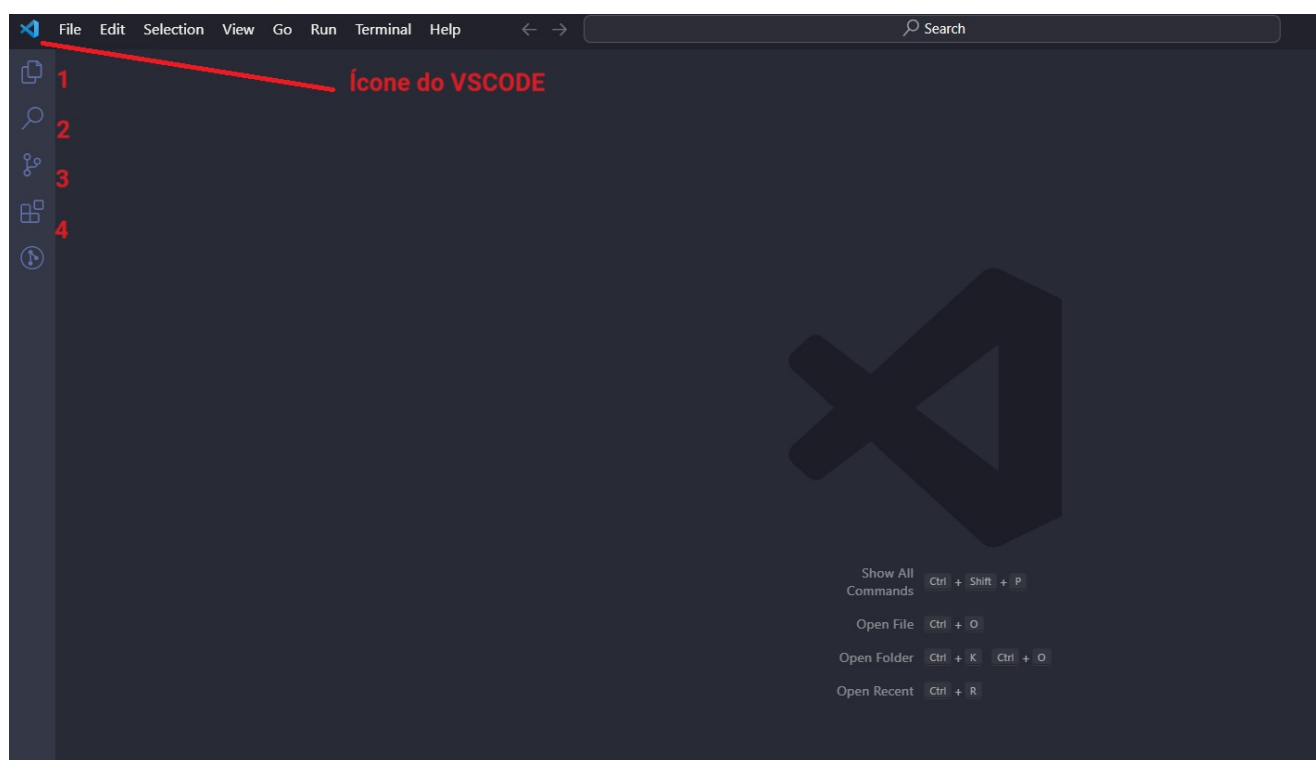 File Edit Selection View Go Run Terminal Help Search
Ícone do VSCODE
1
2
3
4
Show All Commands Ctrl + Shift + P
Open File Ctrl + O
Open Folder Ctrl + K Ctrl + O
Open Recent Ctrl + R